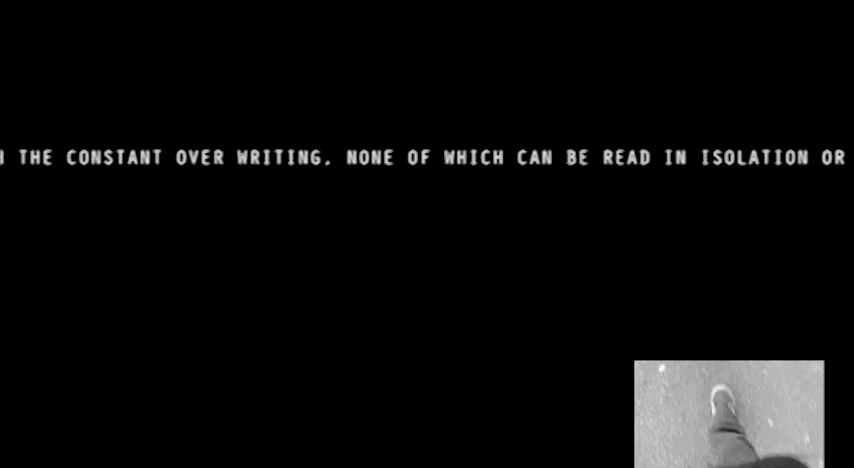 THE CONSTANT OVER WRITING. NONE OF WHICH CAN BE READ IN ISOLATION OR